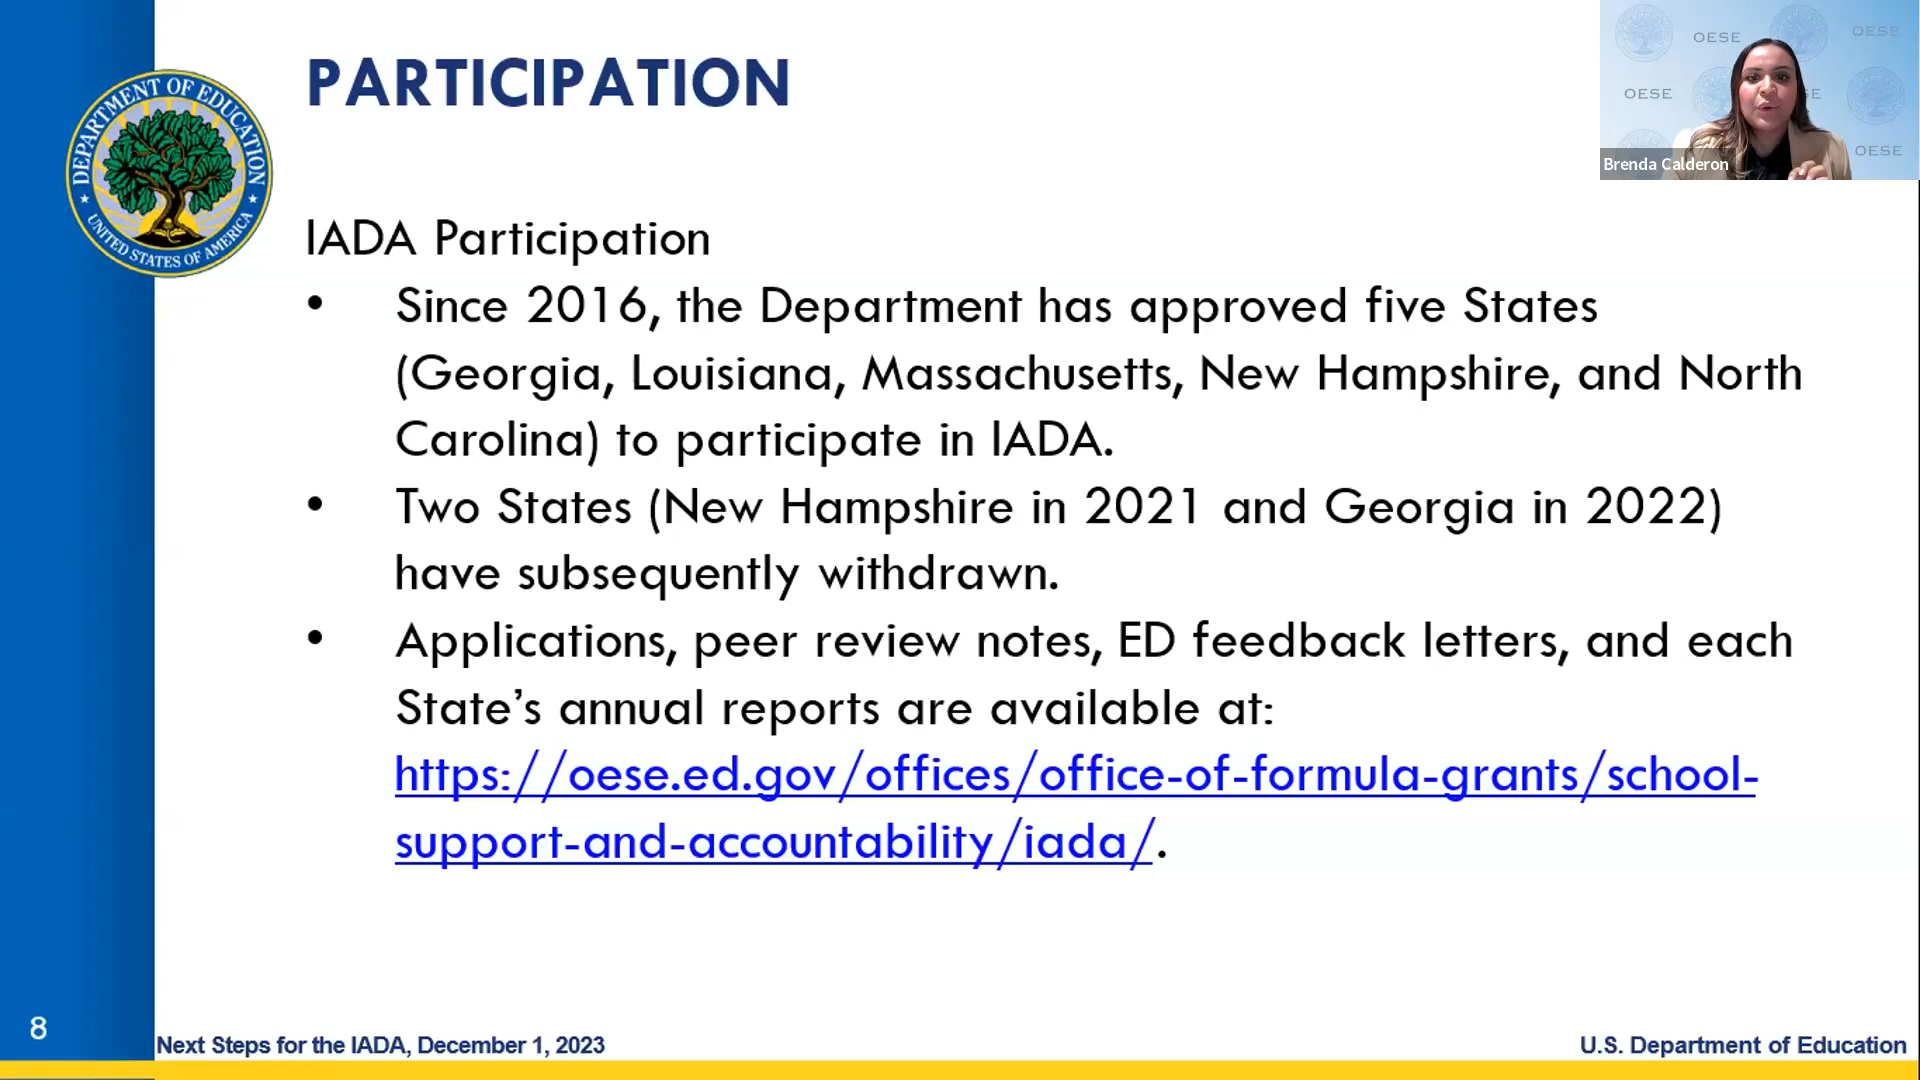 PARTICIPATION
OESE
OESE
OESE
SE
OESE
Brenda Calderon
DEPARTMENT OF EDUCATION
UNITED STATES OF AMERICA
IADA Participation
• Since 2016, the Department has approved five States
(Georgia, Louisiana, Massachusetts, New Hampshire, and North
Carolina) to participate in IADA.
• Two States (New Hampshire in 2021 and Georgia in 2022)
have subsequently withdrawn.
• Applications, peer review notes, ED feedback letters, and each
State’s annual reports are available at:
https://oese.ed.gov/offices/office-of-formula-grants/school-
support-and-accountability/iada/.
8
Next Steps for the IADA, December 1, 2023
U.S. Department of Education